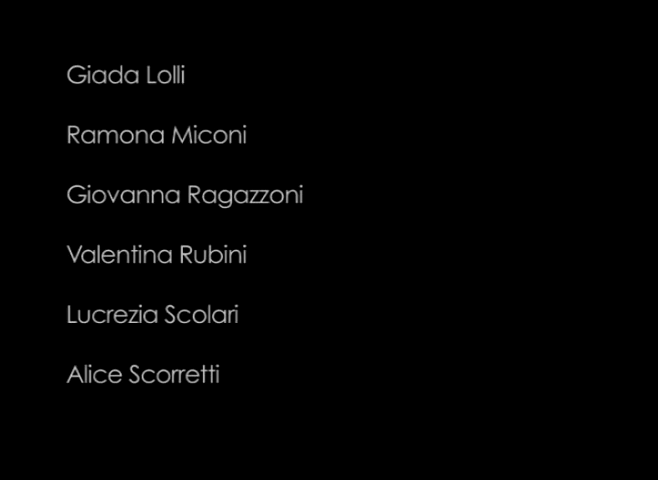 Giada Lolli
Ramona Miconi
Giovanna Ragazzoni
Valentina Rubini
Lucrezia Scolari
Alice Scorretti